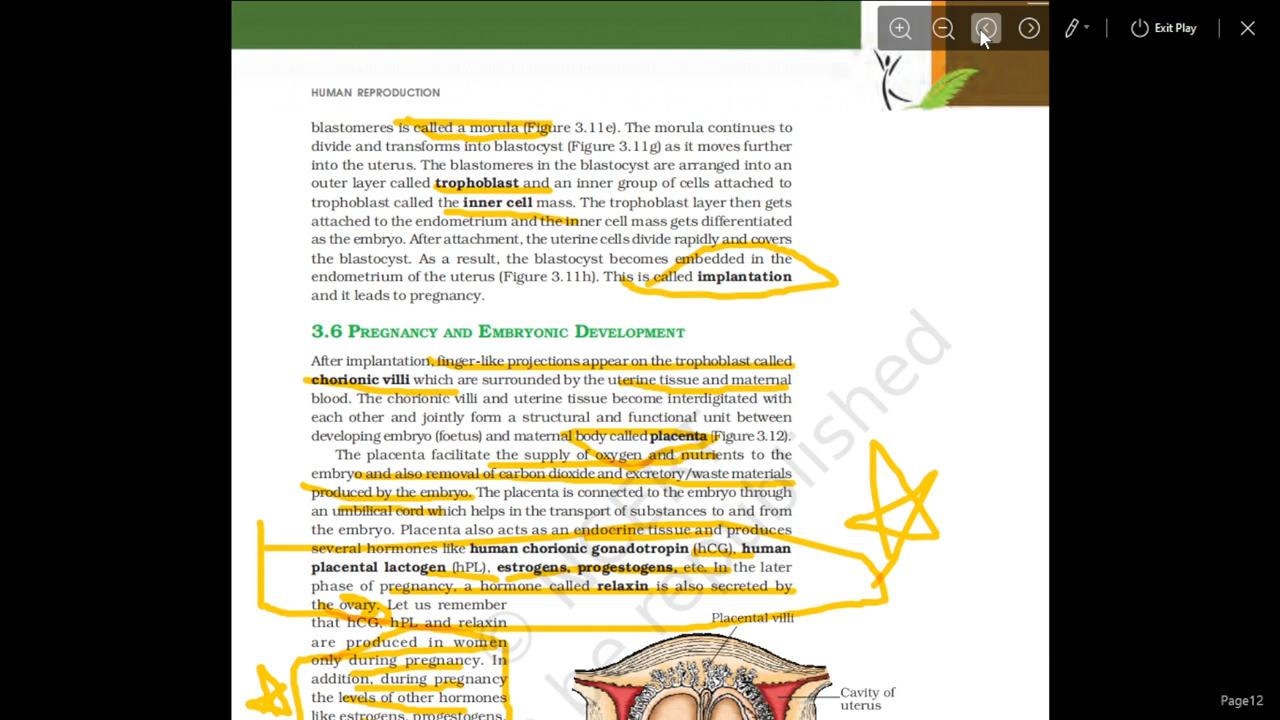 Exit Play
HUMAN REPRODUCTION
blastomeres is called a morula (Figure 3.11e). The morula continues to
divide and transforms into blastocyst (Figure 3.11g) as it moves further
into the uterus. The blastomeres in the blastocyst are arranged into an
outer layer called trophoblast and an inner group of cells attached to
trophoblast called the inner cell mass. The trophoblast layer then gets
attached to the endometrium and the inner cell mass gets differentiated
as the embryo. After attachment, the uterine cells divide rapidly and covers
the blastocyst. As a result, the blastocyst becomes embedded in the
endometrium of the uterus (Figure 3.11h). This is called implantation
and it leads to pregnancy.
3.6 PREGNANCY AND EMBRYONIC DEVELOPMENT
After implantation, finger-like projections appear on the trophoblast called
chorionic villi which are surrounded by the uterine tissue and maternal
blood. The chorionic villi and uterine tissue become interdigitated with
each other and jointly form a structural and functional unit between
developing embryo (foetus) and maternal body called placenta (Figure 3.12).
The placenta facilitate the supply of oxygen and nutrients to the
embryo and also removal of carbon dioxide and excretory/waste materials
produced by the embryo. The placenta is connected to the embryo through
an umbilical cord which helps in the transport of substances to and from
the embryo. Placenta also acts as an endocrine tissue and produces
several hormones like human chorionic gonadotropin (hCG), human
placental lactogen (hPL), estrogens, progestogens, etc. In the later
phase of pregnancy, a hormone called relaxin is also secreted by
the ovary. Let us remember
that hCG, hPL and relaxin
are produced in women
only during pregnancy. In
addition, during pregnancy
the levels of other hormones
like estrogens, progestogens,
Placental villi
Cavity of
uterus
Page12
be republished